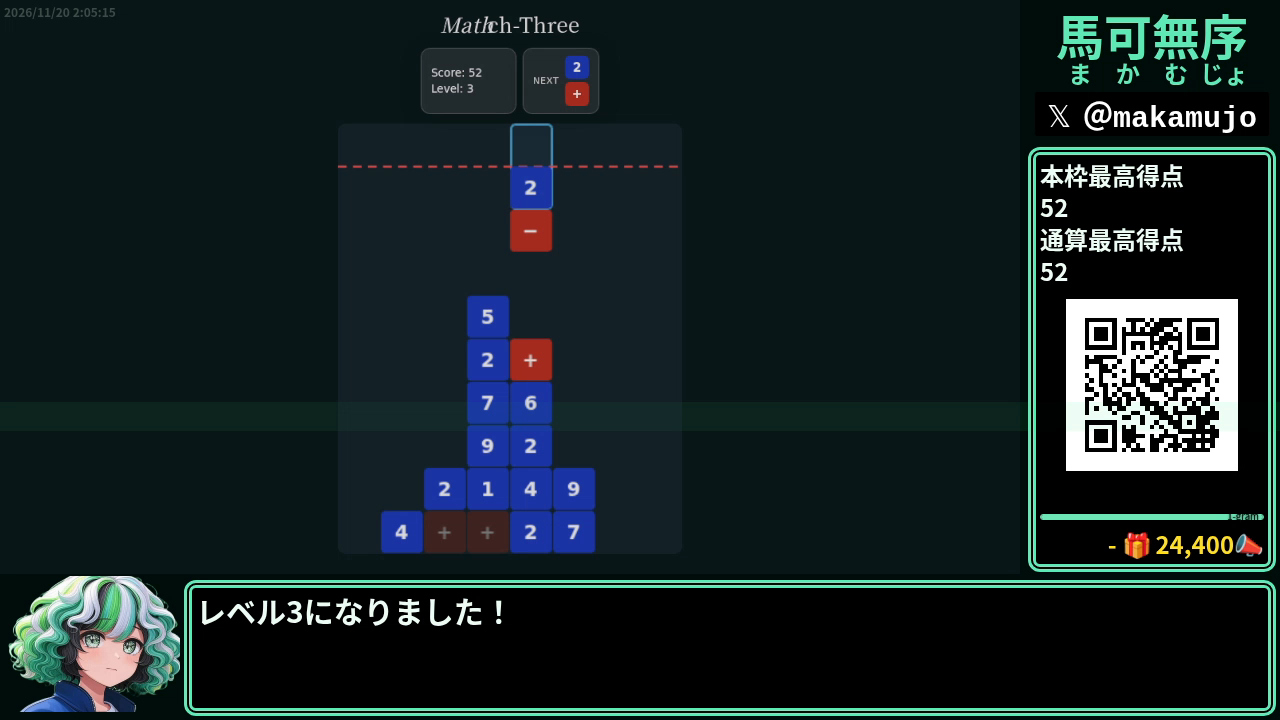 2026/11/20 2:05:15
Mathch-Three
Score: 52
Level: 3
NEXT
2
+
2
−
5
2 +
7 6
9 2
2 1 4 9
4 + + 2 7
馬可無序
ま か む じょ
𝕏 @makamujo
本枠最高得点
52
通算最高得点
52
1-gram
- 🎁 24,400📣
レベル3になりました！